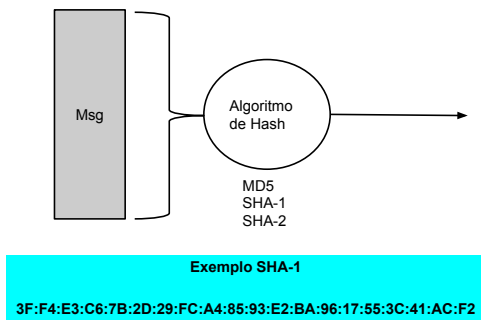 Msg
Algoritmo
de Hash
MD5
SHA-1
SHA-2
Exemplo SHA-1
3F:F4:E3:C6:7B:2D:29:FC:A4:85:93:E2:BA:96:17:55:3C:41:AC:F2